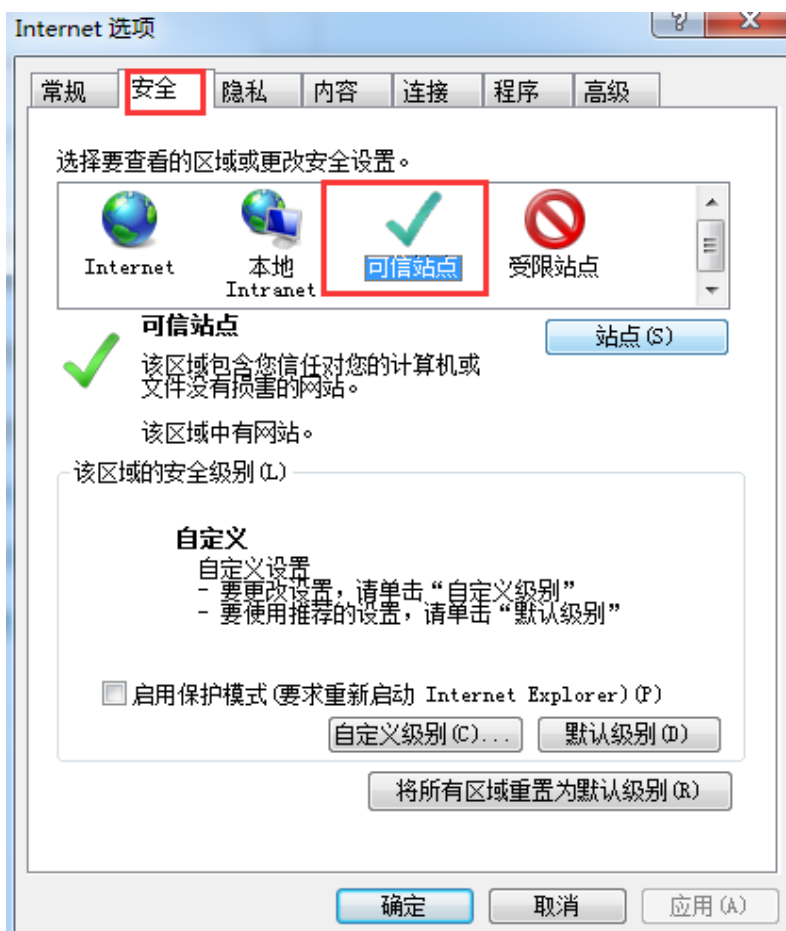 Internet 选项
常规 安全 隐私 内容 连接 程序 高级
选择要查看的区域或更改安全设置。
Internet 本地 Intranet 可信站点 受限站点
可信站点
站点(S)
该区域包含您信任对您的计算机或
文件没有损害的网站。
该区域中有网站。
该区域的安全级别(L)
自定义
自定义设置
- 要更改设置，请单击“自定义级别”
- 要使用推荐的设置，请单击“默认级别”
启用保护模式(要求重新启动 Internet Explorer)(P)
自定义级别(C)... 默认级别(D)
将所有区域重置为默认级别(R)
确定 取消 应用(A)